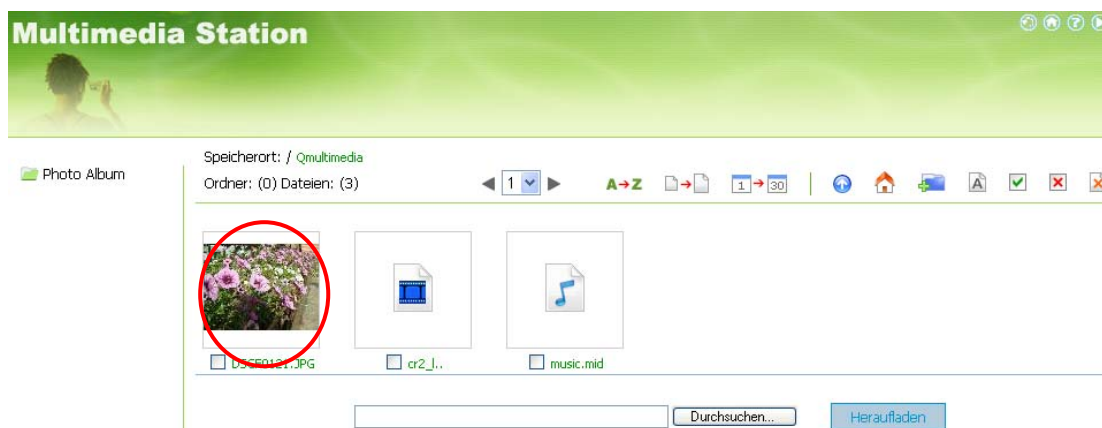 Multimedia Station
Photo Album
Speicherort: / Qmultimedia
Ordner: (0) Dateien: (3)
1
A→Z
1→30
A
cr2_l..
music.mid
Durchsuchen...
Heraufladen